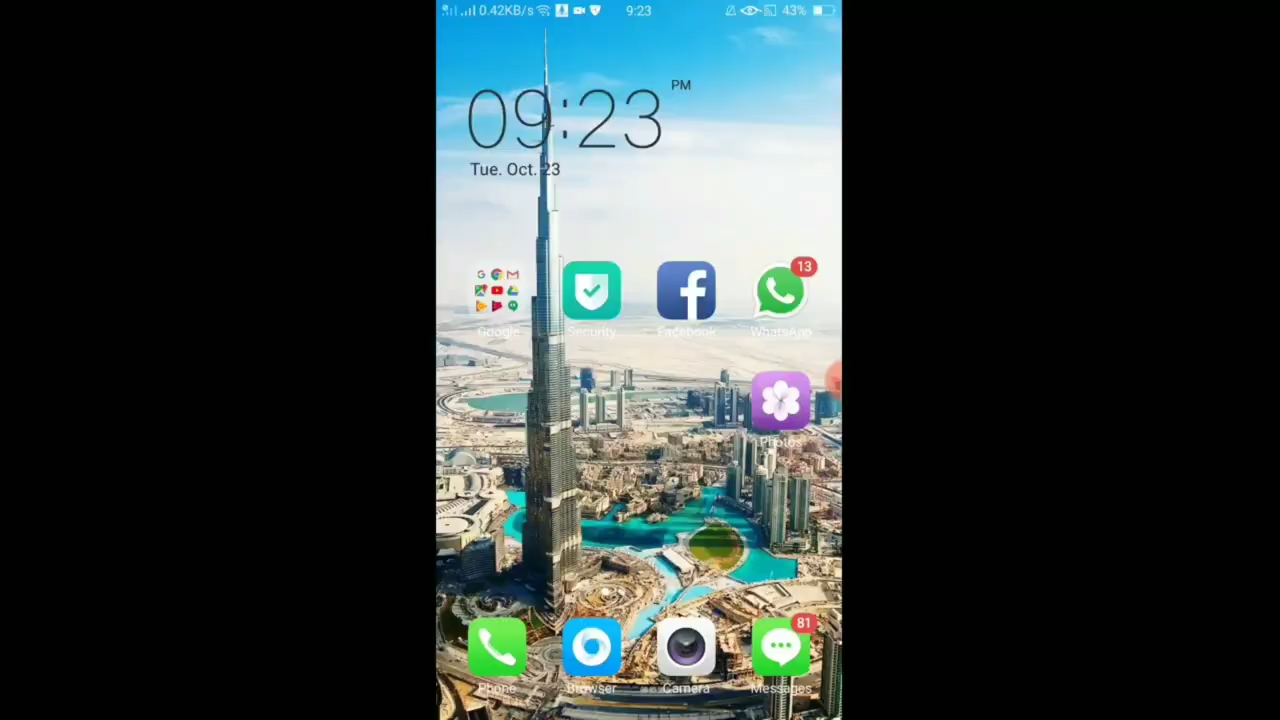 0.42KB/s 9:23 43%
09:23 PM
Tue. Oct. 23
13
Google Security Facebook WhatsApp
Photos
81
Phone Browser Camera Messages